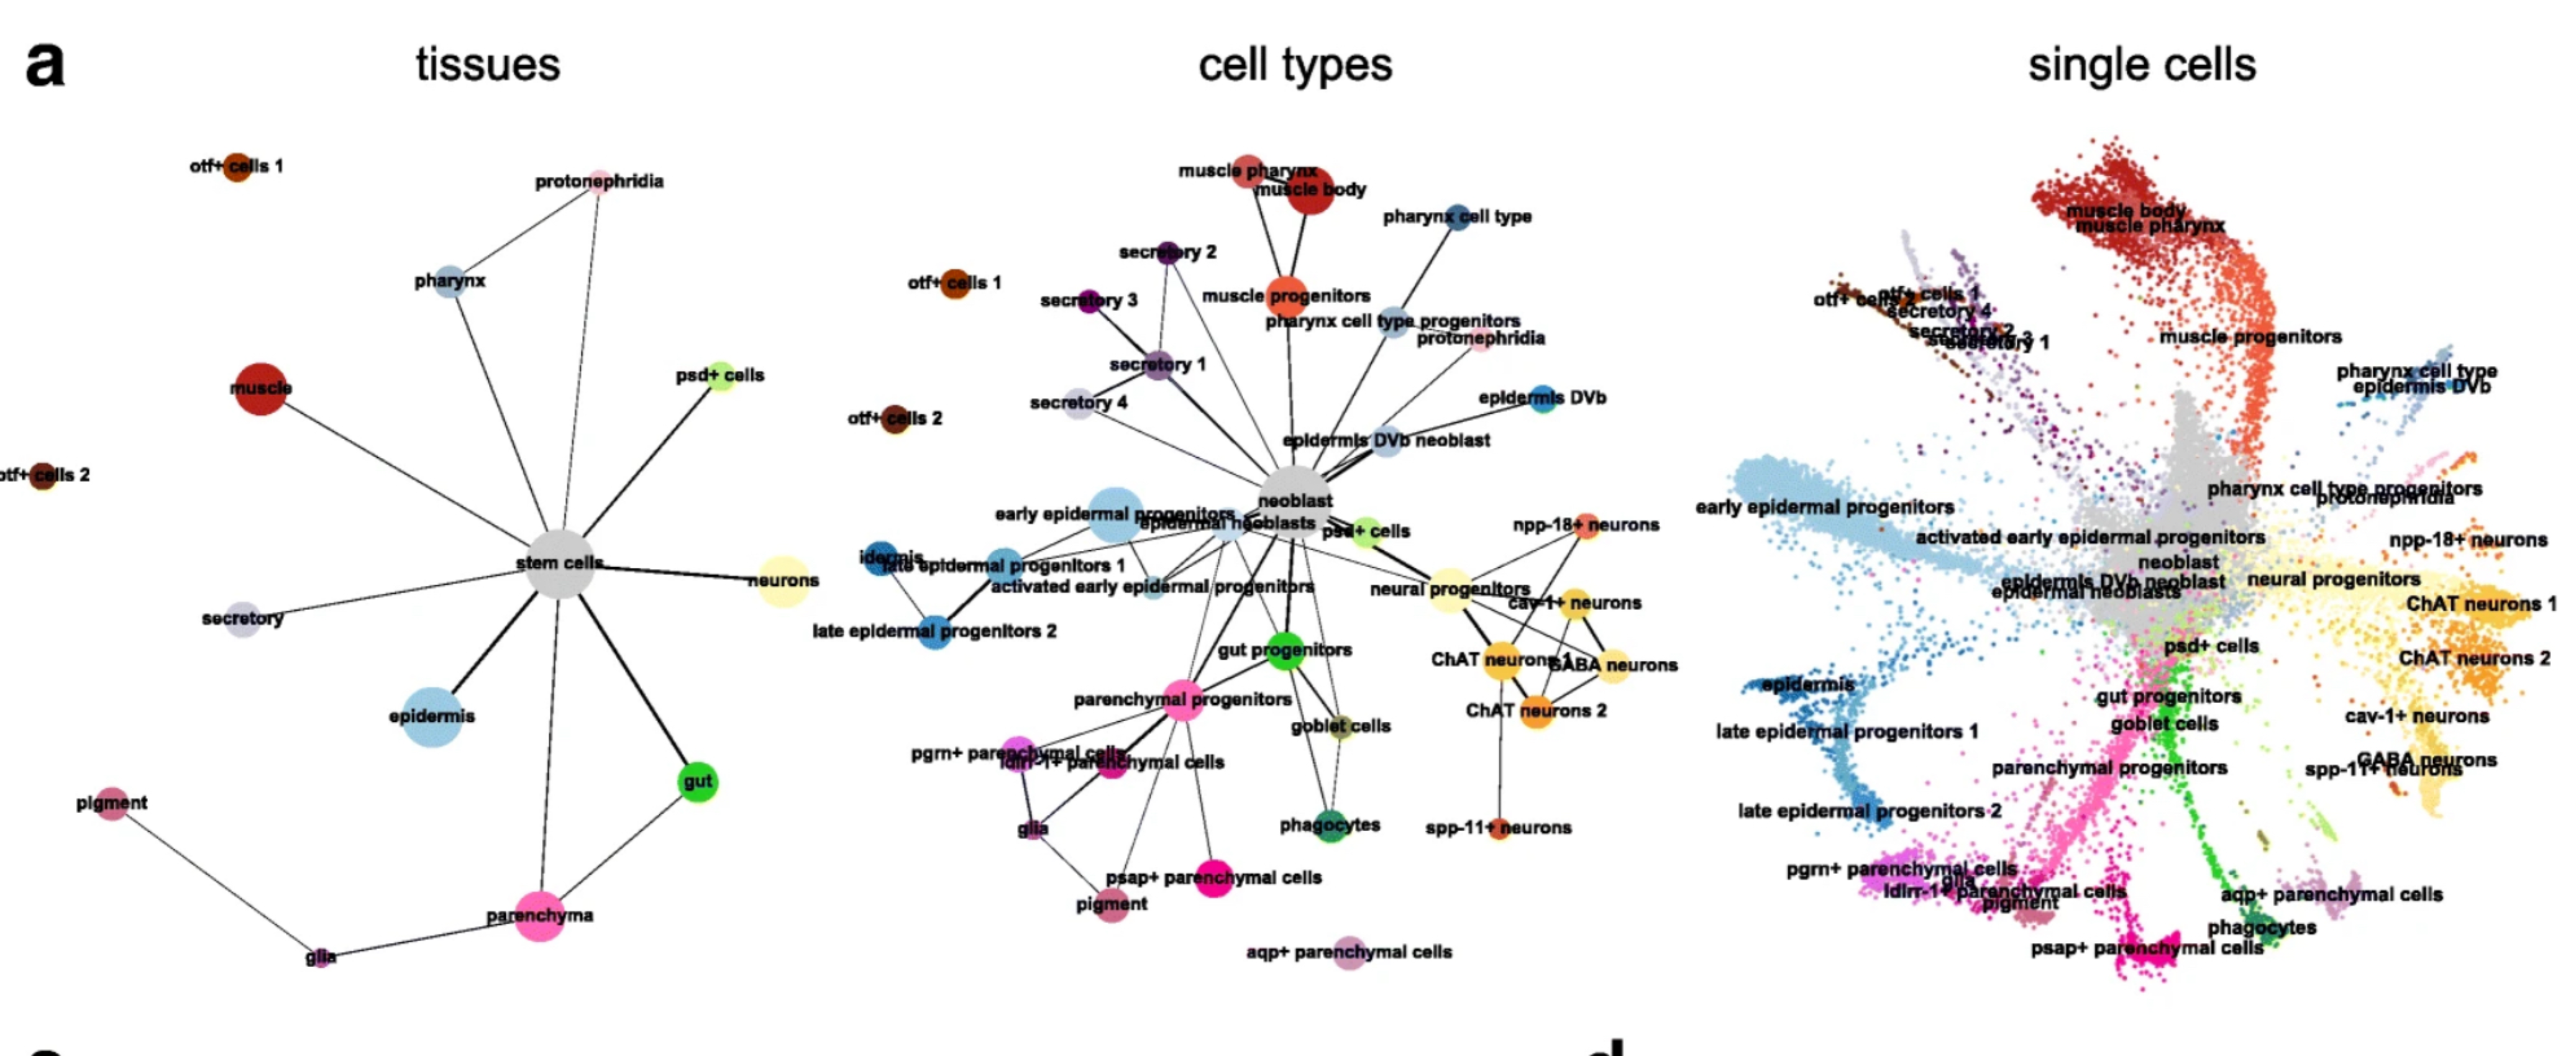 a
tissues
cell types
single cells
otf+ cells 1
protonephridia
pharynx
psd+ cells
muscle
otf+ cells 2
stem cells
neurons
secretory
epidermis
gut
pigment
parenchyma
glia
muscle pharynx
muscle body
pharynx cell type
secretory 2
otf+ cells 1
secretory 3
muscle progenitors
pharynx cell type progenitors
protonephridia
secretory 1
epidermis DVb
secretory 4
otf+ cells 2
epidermis DVb neoblast
neoblast
early epidermal progenitors
epidermal neoblasts
psd+ cells
npp-18+ neurons
idermis
late epidermal progenitors 1
activated early epidermal progenitors
neural progenitors
cav-1+ neurons
late epidermal progenitors 2
gut progenitors
ChAT neurons 1
GABA neurons
parenchymal progenitors
ChAT neurons 2
goblet cells
pgrn+ parenchymal cells
ldlrr-1+ parenchymal cells
glia
phagocytes
spp-11+ neurons
psap+ parenchymal cells
pigment
aqp+ parenchymal cells
muscle body
muscle pharynx
otf+ cells 1
otf+ cells 2
secretory 4
secretory 2
secretory 3
secretory 1
muscle progenitors
pharynx cell type
epidermis DVb
pharynx cell type progenitors
protonephridia
early epidermal progenitors
activated early epidermal progenitors
npp-18+ neurons
neoblast
epidermis DVb neoblast
neural progenitors
epidermal neoblasts
ChAT neurons 1
psd+ cells
ChAT neurons 2
epidermis
gut progenitors
cav-1+ neurons
goblet cells
late epidermal progenitors 1
GABA neurons
parenchymal progenitors
spp-11+ neurons
late epidermal progenitors 2
pgrn+ parenchymal cells
glia
ldlrr-1+ parenchymal cells
pigment
aqp+ parenchymal cells
phagocytes
psap+ parenchymal cells
d